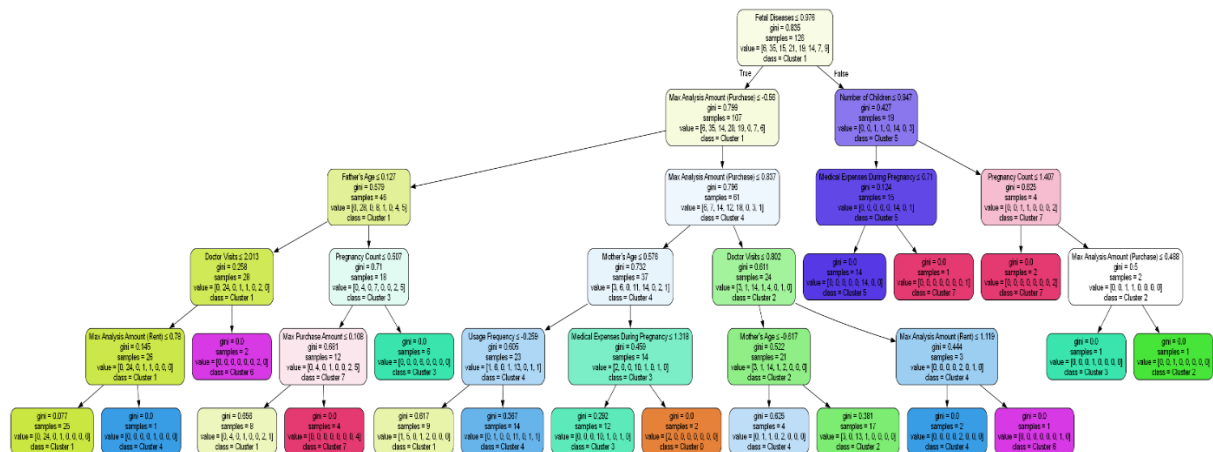 Fetal Diseases ≤ 0.976
gini = 0.835
samples = 126
value = [6, 35, 15, 21, 19, 14, 7, 9]
class = Cluster 1
True
False
Max Analysis Amount (Purchase) ≤ -0.56
gini = 0.799
samples = 107
value = [6, 35, 14, 20, 19, 0, 7, 6]
class = Cluster 1
Number of Children ≤ 0.947
gini = 0.427
samples = 19
value = [0, 0, 1, 1, 0, 14, 0, 3]
class = Cluster 5
Father's Age ≤ 0.127
gini = 0.579
samples = 46
value = [0, 28, 0, 8, 1, 0, 4, 5]
class = Cluster 1
Max Analysis Amount (Purchase) ≤ 0.837
gini = 0.796
samples = 61
value = [6, 7, 14, 12, 18, 0, 3, 1]
class = Cluster 4
Medical Expenses During Pregnancy ≤ 0.71
gini = 0.124
samples = 15
value = [0, 0, 0, 0, 0, 14, 0, 1]
class = Cluster 5
Pregnancy Count ≤ 1.407
gini = 0.625
samples = 4
value = [0, 0, 1, 1, 0, 0, 0, 2]
class = Cluster 7
Doctor Visits ≤ 2.013
gini = 0.258
samples = 28
value = [0, 24, 0, 1, 1, 0, 2, 0]
class = Cluster 1
Pregnancy Count ≤ 0.507
gini = 0.71
samples = 18
value = [0, 4, 0, 7, 0, 0, 2, 5]
class = Cluster 3
Mother's Age ≤ 0.576
gini = 0.732
samples = 37
value = [3, 6, 0, 11, 14, 0, 2, 1]
class = Cluster 4
Doctor Visits ≤ 0.802
gini = 0.611
samples = 24
value = [3, 1, 14, 1, 4, 0, 1, 0]
class = Cluster 2
gini = 0.0
samples = 14
value = [0, 0, 0, 0, 0, 14, 0, 0]
class = Cluster 5
gini = 0.0
samples = 1
value = [0, 0, 0, 0, 0, 0, 0, 1]
class = Cluster 7
gini = 0.0
samples = 2
value = [0, 0, 0, 0, 0, 0, 0, 2]
class = Cluster 7
Max Analysis Amount (Purchase) ≤ 0.488
gini = 0.5
samples = 2
value = [0, 0, 1, 1, 0, 0, 0, 0]
class = Cluster 2
Max Analysis Amount (Rent) ≤ 0.78
gini = 0.145
samples = 26
value = [0, 24, 0, 1, 1, 0, 0, 0]
class = Cluster 1
gini = 0.0
samples = 2
value = [0, 0, 0, 0, 0, 0, 2, 0]
class = Cluster 6
Max Purchase Amount ≤ 0.108
gini = 0.681
samples = 12
value = [0, 4, 0, 1, 0, 0, 2, 5]
class = Cluster 7
gini = 0.0
samples = 6
value = [0, 0, 0, 6, 0, 0, 0, 0]
class = Cluster 3
Usage Frequency ≤ -0.259
gini = 0.605
samples = 23
value = [1, 6, 0, 1, 13, 0, 1, 1]
class = Cluster 4
Medical Expenses During Pregnancy ≤ 1.318
gini = 0.459
samples = 14
value = [2, 0, 0, 10, 1, 0, 1, 0]
class = Cluster 3
Mother's Age ≤ -0.617
gini = 0.522
samples = 21
value = [3, 1, 14, 1, 2, 0, 0, 0]
class = Cluster 2
Max Analysis Amount (Rent) ≤ 1.119
gini = 0.444
samples = 3
value = [0, 0, 0, 0, 2, 0, 1, 0]
class = Cluster 4
gini = 0.0
samples = 1
value = [0, 0, 0, 1, 0, 0, 0, 0]
class = Cluster 3
gini = 0.0
samples = 1
value = [0, 0, 1, 0, 0, 0, 0, 0]
class = Cluster 2
gini = 0.077
samples = 25
value = [0, 24, 0, 1, 0, 0, 0, 0]
class = Cluster 1
gini = 0.0
samples = 1
value = [0, 0, 0, 0, 1, 0, 0, 0]
class = Cluster 4
gini = 0.656
samples = 8
value = [0, 4, 0, 1, 0, 0, 2, 1]
class = Cluster 1
gini = 0.0
samples = 4
value = [0, 0, 0, 0, 0, 0, 0, 4]
class = Cluster 7
gini = 0.617
samples = 9
value = [1, 5, 0, 1, 2, 0, 0, 0]
class = Cluster 1
gini = 0.367
samples = 14
value = [0, 1, 0, 0, 11, 0, 1, 1]
class = Cluster 4
gini = 0.292
samples = 12
value = [0, 0, 0, 10, 1, 0, 1, 0]
class = Cluster 3
gini = 0.0
samples = 2
value = [2, 0, 0, 0, 0, 0, 0, 0]
class = Cluster 0
gini = 0.625
samples = 4
value = [0, 1, 1, 0, 2, 0, 0, 0]
class = Cluster 4
gini = 0.381
samples = 17
value = [3, 0, 13, 1, 0, 0, 0, 0]
class = Cluster 2
gini = 0.0
samples = 2
value = [0, 0, 0, 0, 2, 0, 0, 0]
class = Cluster 4
gini = 0.0
samples = 1
value = [0, 0, 0, 0, 0, 0, 1, 0]
class = Cluster 6